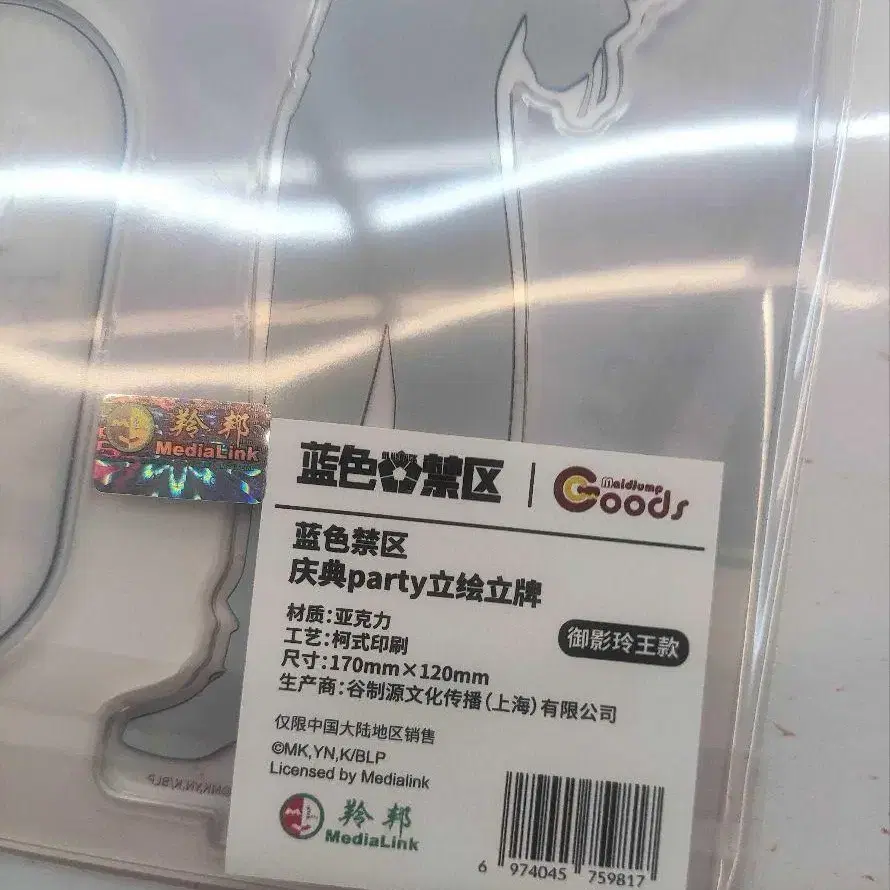 羚邦
MediaLink
蓝色禁区
Maidiump
Goods
蓝色禁区
庆典party立绘立牌
材质:亚克力
工艺:柯式印刷
御影玲王款
尺寸:170mm×120mm
生产商:谷制源文化传播(上海)有限公司
仅限中国大陆地区销售
©MK,YN,K/BLP
Licensed by Medialink
羚邦
MediaLink
6 974045 759817
©MK,YN,K/BLP